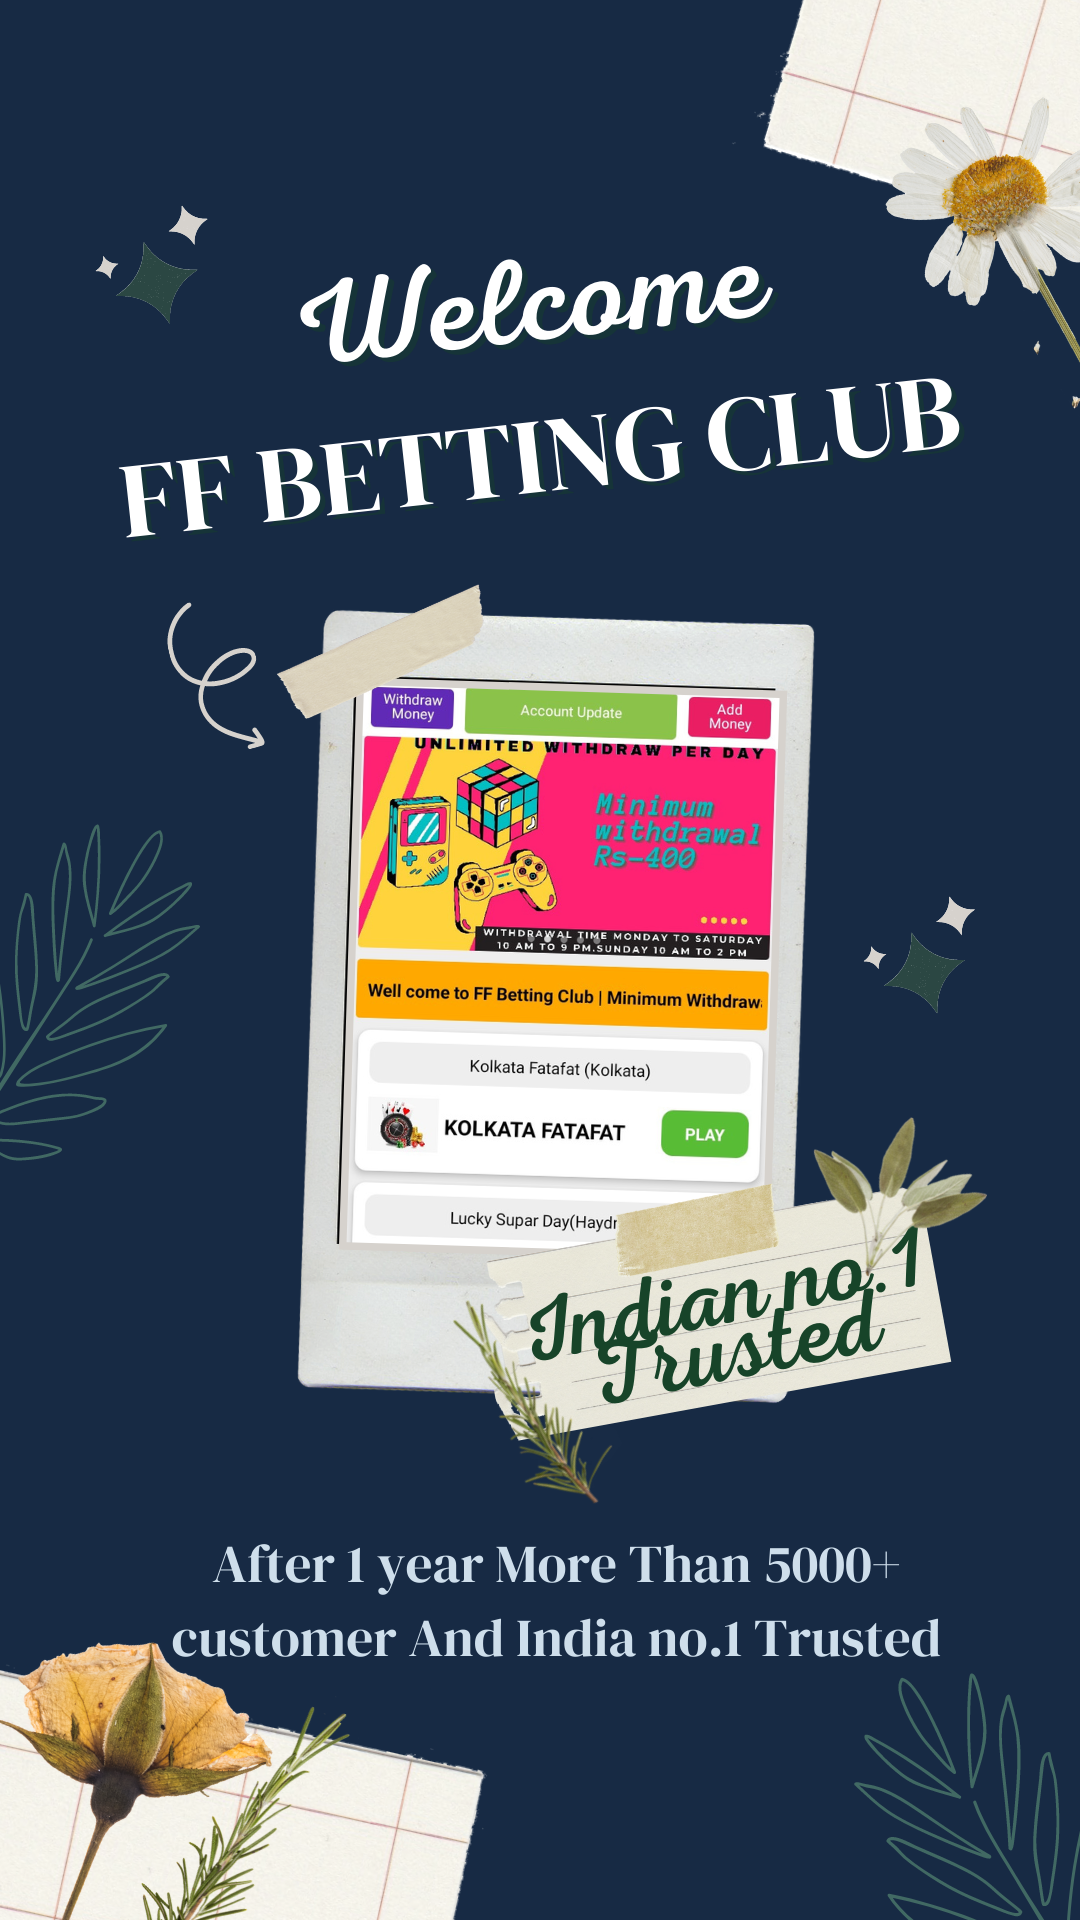 Welcome
FF BETTING CLUB
Withdraw
Money
Account Update
Add
Money
UNLIMITED WITHDRAW PER DAY
Minimum
withdrawal
Rs-400
WITHDRAWAL TIME MONDAY TO SATURDAY
10 AM TO 9 PM.SUNDAY 10 AM TO 2 PM
Well come to FF Betting Club | Minimum Withdraw
Kolkata Fatafat (Kolkata)
KOLKATA FATAFAT
PLAY
Lucky Supar Day(Haydr
Indian no.1
Trusted
After 1 year More Than 5000+
customer And India no.1 Trusted